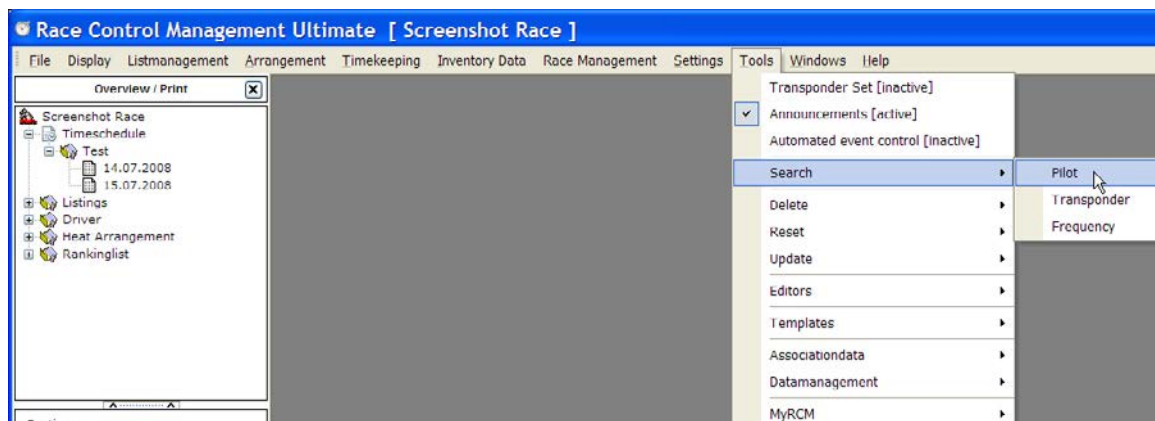 Race Control Management Ultimate [ Screenshot Race ]
File Display Listmanagement Arrangement Timekeeping Inventory Data Race Management Settings Tools Windows Help
Overview / Print
Screenshot Race
Timeschedule
Test
14.07.2008
15.07.2008
Listings
Driver
Heat Arrangement
Rankinglist
Transponder Set [inactive]
Announcements [active]
Automated event control [inactive]
Search
Delete
Reset
Update
Editors
Templates
Associationdata
Datamanagement
MyRCM
Pilot
Transponder
Frequency